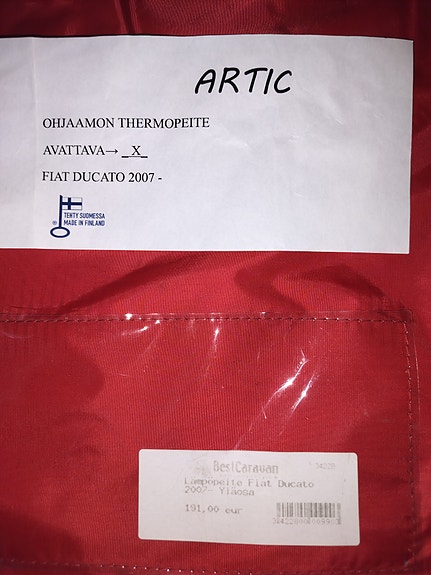 ARTIC
OHJAAMON THERMOPEITE
AVATTAVA→ _X_
FIAT DUCATO 2007 -
® TEHTY SUOMESSA
MADE IN FINLAND
BestCaravan 34228
Lämpöpeite Fiat Ducato
2007- Yläosa
191,00 eur